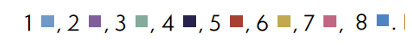 1 ■, 2 ■, 3 ■, 4 ■, 5 ■, 6 ■, 7 ■, 8 ■.